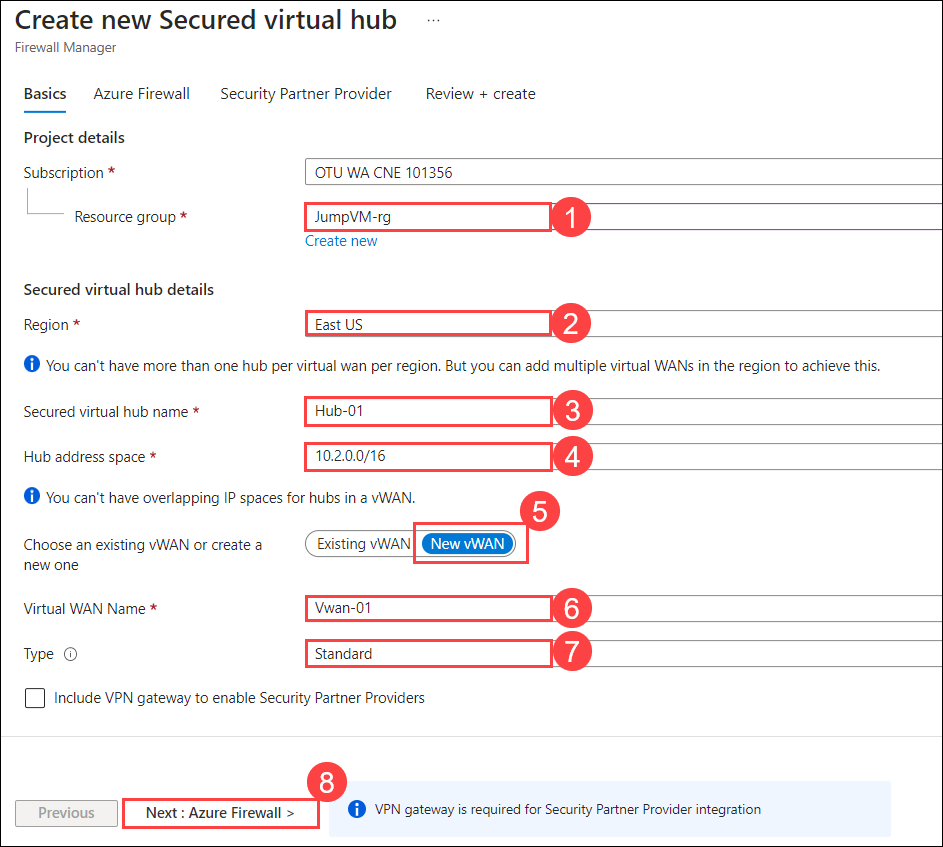 Create new Secured virtual hub ...
Firewall Manager
Basics Azure Firewall Security Partner Provider Review + create
Project details
Subscription * OTU WA CNE 101356
Resource group * JumpVM-rg 1
Create new
Secured virtual hub details
Region * East US 2
You can't have more than one hub per virtual wan per region. But you can add multiple virtual WANs in the region to achieve this.
Secured virtual hub name * Hub-01 3
Hub address space * 10.2.0.0/16 4
You can't have overlapping IP spaces for hubs in a vWAN.
5
Choose an existing vWAN or create a Existing vWAN New vWAN
new one
Virtual WAN Name * Vwan-01 6
Type Standard 7
Include VPN gateway to enable Security Partner Providers
8
Previous Next : Azure Firewall > VPN gateway is required for Security Partner Provider integration